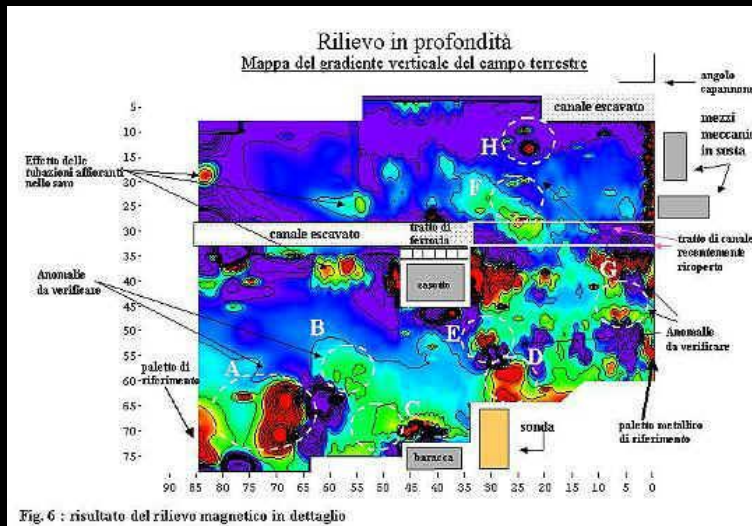 Rilievo in profondità
Mappa del gradiente verticale del campo terrestre
angolo
capannone
canale escavato
mezzi
meccanici
in sosta
Effetto delle
tubazioni affioranti
nello scavo
H
F
canale escavato
tratto di
ferrovia
tratto di canale
recentemente
ricoperto
G
casotto
Anomalie
da verificare
B
E
D
Anomalie
da verificare
A
paletto di
riferimento
C
paletto metallico
di riferimento
sonda
baracca
5
10
15
20
25
30
35
40
45
50
55
60
65
70
75
90 85 80 75 70 65 60 55 50 45 40 35 30 25 20 15 10 5 0
Fig. 6 : risultato del rilievo magnetico in dettaglio